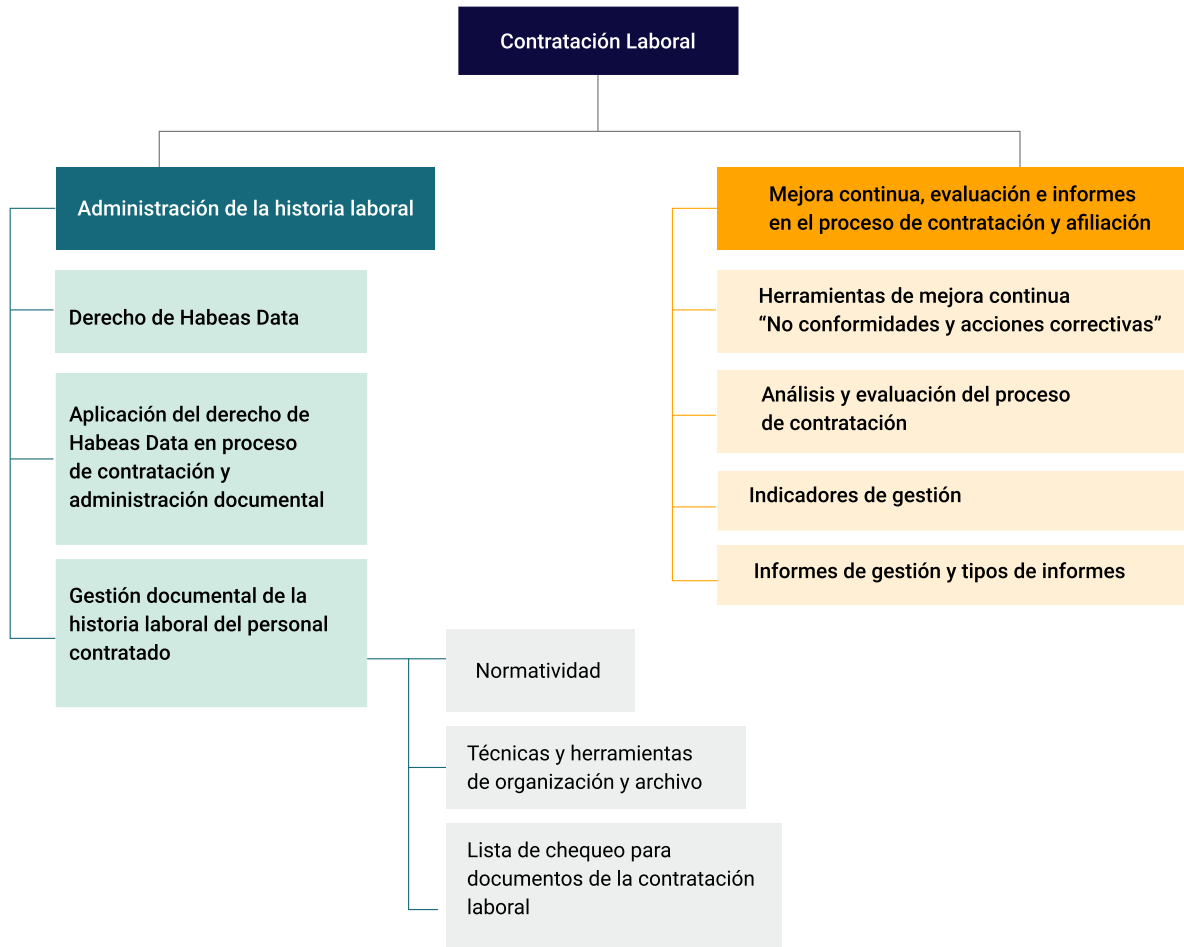 Contratación Laboral
Administración de la historia laboral
Derecho de Habeas Data
Aplicación del derecho de
Habeas Data en proceso
de contratación y
administración documental
Gestión documental de la
historia laboral del personal
contratado
Normatividad
Técnicas y herramientas
de organización y archivo
Lista de chequeo para
documentos de la contratación
laboral
Mejora continua, evaluación e informes
en el proceso de contratación y afiliación
Herramientas de mejora continua
“No conformidades y acciones correctivas”
Análisis y evaluación del proceso
de contratación
Indicadores de gestión
Informes de gestión y tipos de informes